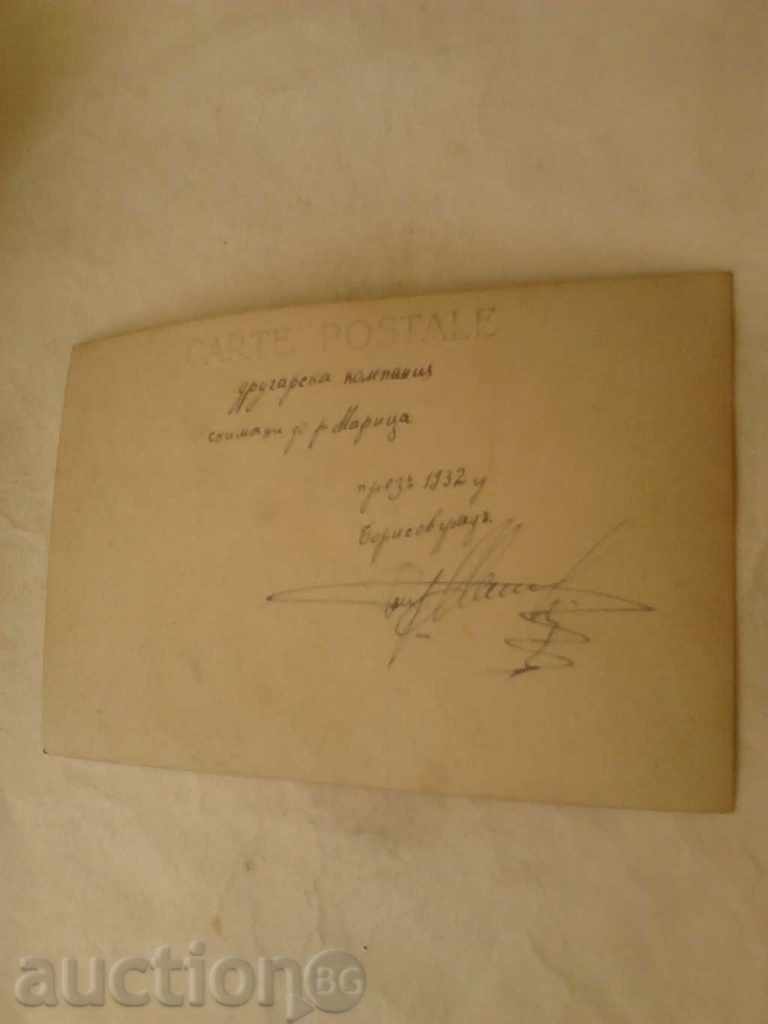 CARTE POSTALE
другарска компания
снимани до р. Марица
презъ 1932 г
Борисовградъ.
auctionBG